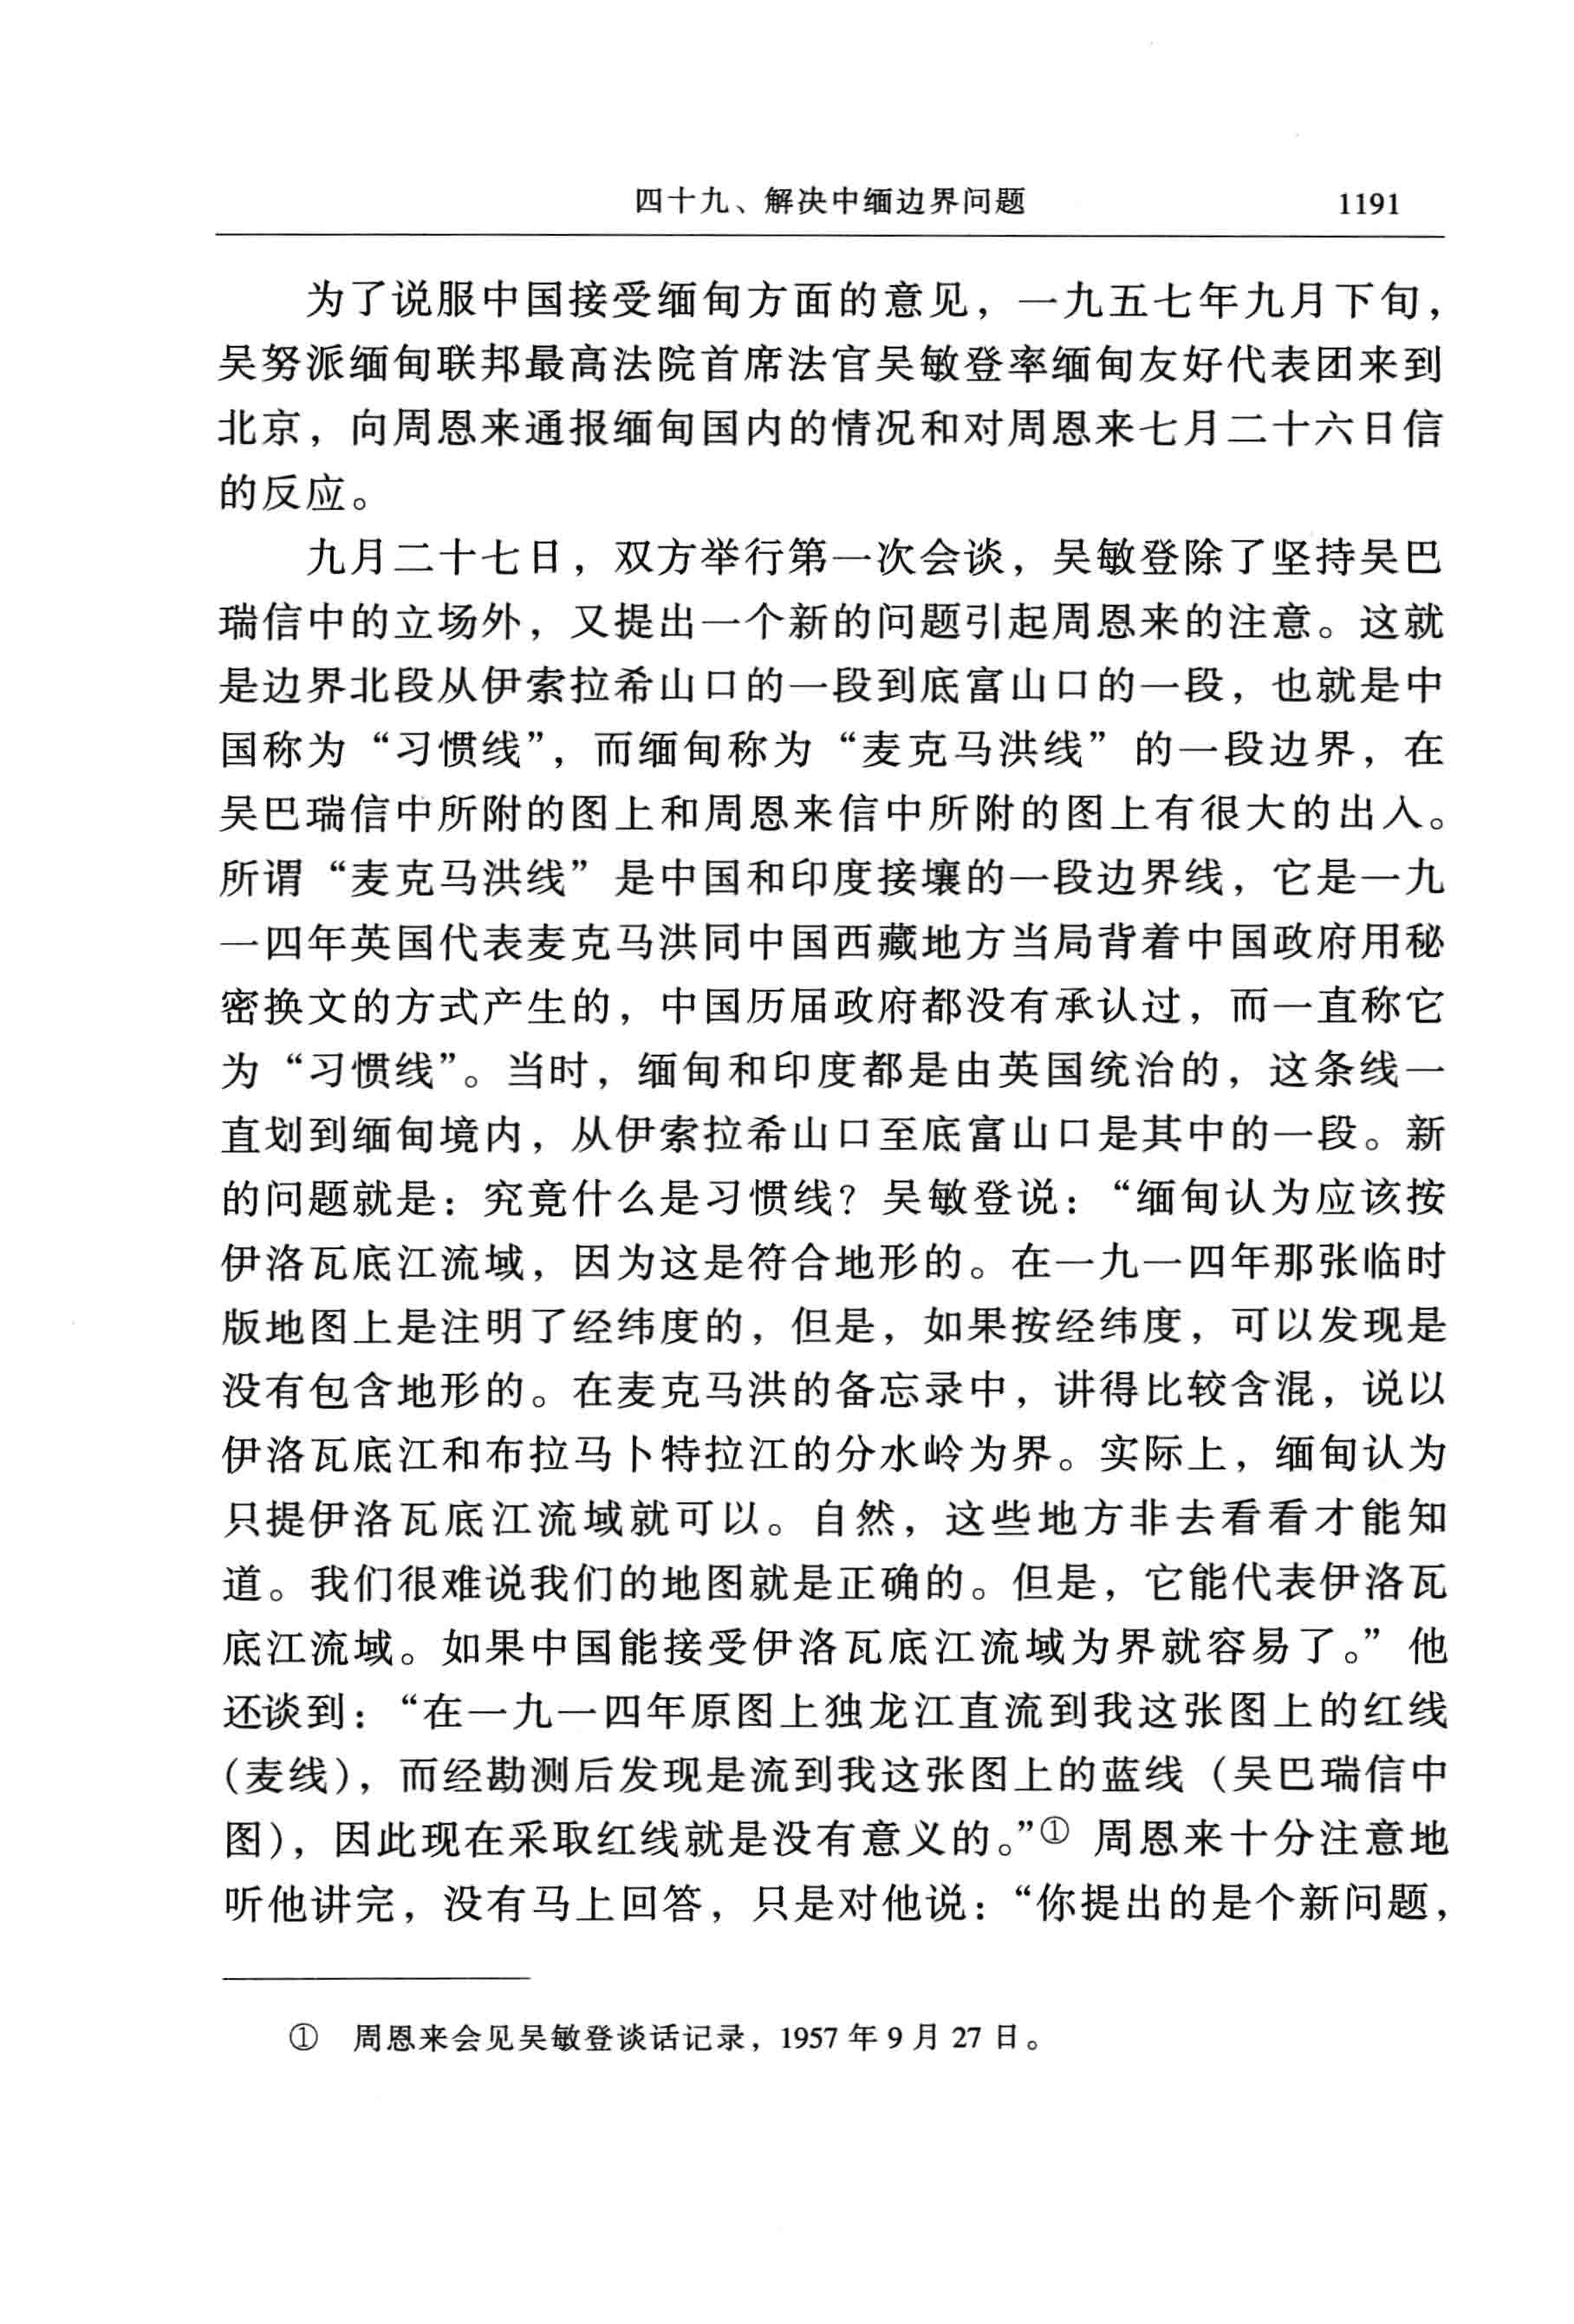 四十九、解决中缅边界问题 1191
为了说服中国接受缅甸方面的意见，一九五七年九月下旬，
吴努派缅甸联邦最高法院首席法官吴敏登率缅甸友好代表团来到
北京，向周恩来通报缅甸国内的情况和对周恩来七月二十六日信
的反应。
九月二十七日，双方举行第一次会谈，吴敏登除了坚持吴巴
瑞信中的立场外，又提出一个新的问题引起周恩来的注意。这就
是边界北段从伊索拉希山口的一段到底富山口的一段，也就是中
国称为“习惯线”，而缅甸称为“麦克马洪线”的一段边界，在
吴巴瑞信中所附的图上和周恩来信中所附的图上有很大的出入。
所谓“麦克马洪线”是中国和印度接壤的一段边界线，它是一九
一四年英国代表麦克马洪同中国西藏地方当局背着中国政府用秘
密换文的方式产生的，中国历届政府都没有承认过，而一直称它
为“习惯线”。当时，缅甸和印度都是由英国统治的，这条线一
直划到缅甸境内，从伊索拉希山口至底富山口是其中的一段。新
的问题就是：究竟什么是习惯线？吴敏登说：“缅甸认为应该按
伊洛瓦底江流域，因为这是符合地形的。在一九一四年那张临时
版地图上是注明了经纬度的，但是，如果按经纬度，可以发现是
没有包含地形的。在麦克马洪的备忘录中，讲得比较含混，说以
伊洛瓦底江和布拉马卜特拉江的分水岭为界。实际上，缅甸认为
只提伊洛瓦底江流域就可以。自然，这些地方非去看看才能知
道。我们很难说我们的地图就是正确的。但是，它能代表伊洛瓦
底江流域。如果中国能接受伊洛瓦底江流域为界就容易了。”他
还谈到：“在一九一四年原图上独龙江直流到我这张图上的红线
（麦线），而经勘测后发现是流到我这张图上的蓝线（吴巴瑞信中
图），因此现在采取红线就是没有意义的。”① 周恩来十分注意地
听他讲完，没有马上回答，只是对他说：“你提出的是个新问题，
① 周恩来会见吴敏登谈话记录，1957 年 9 月 27 日。